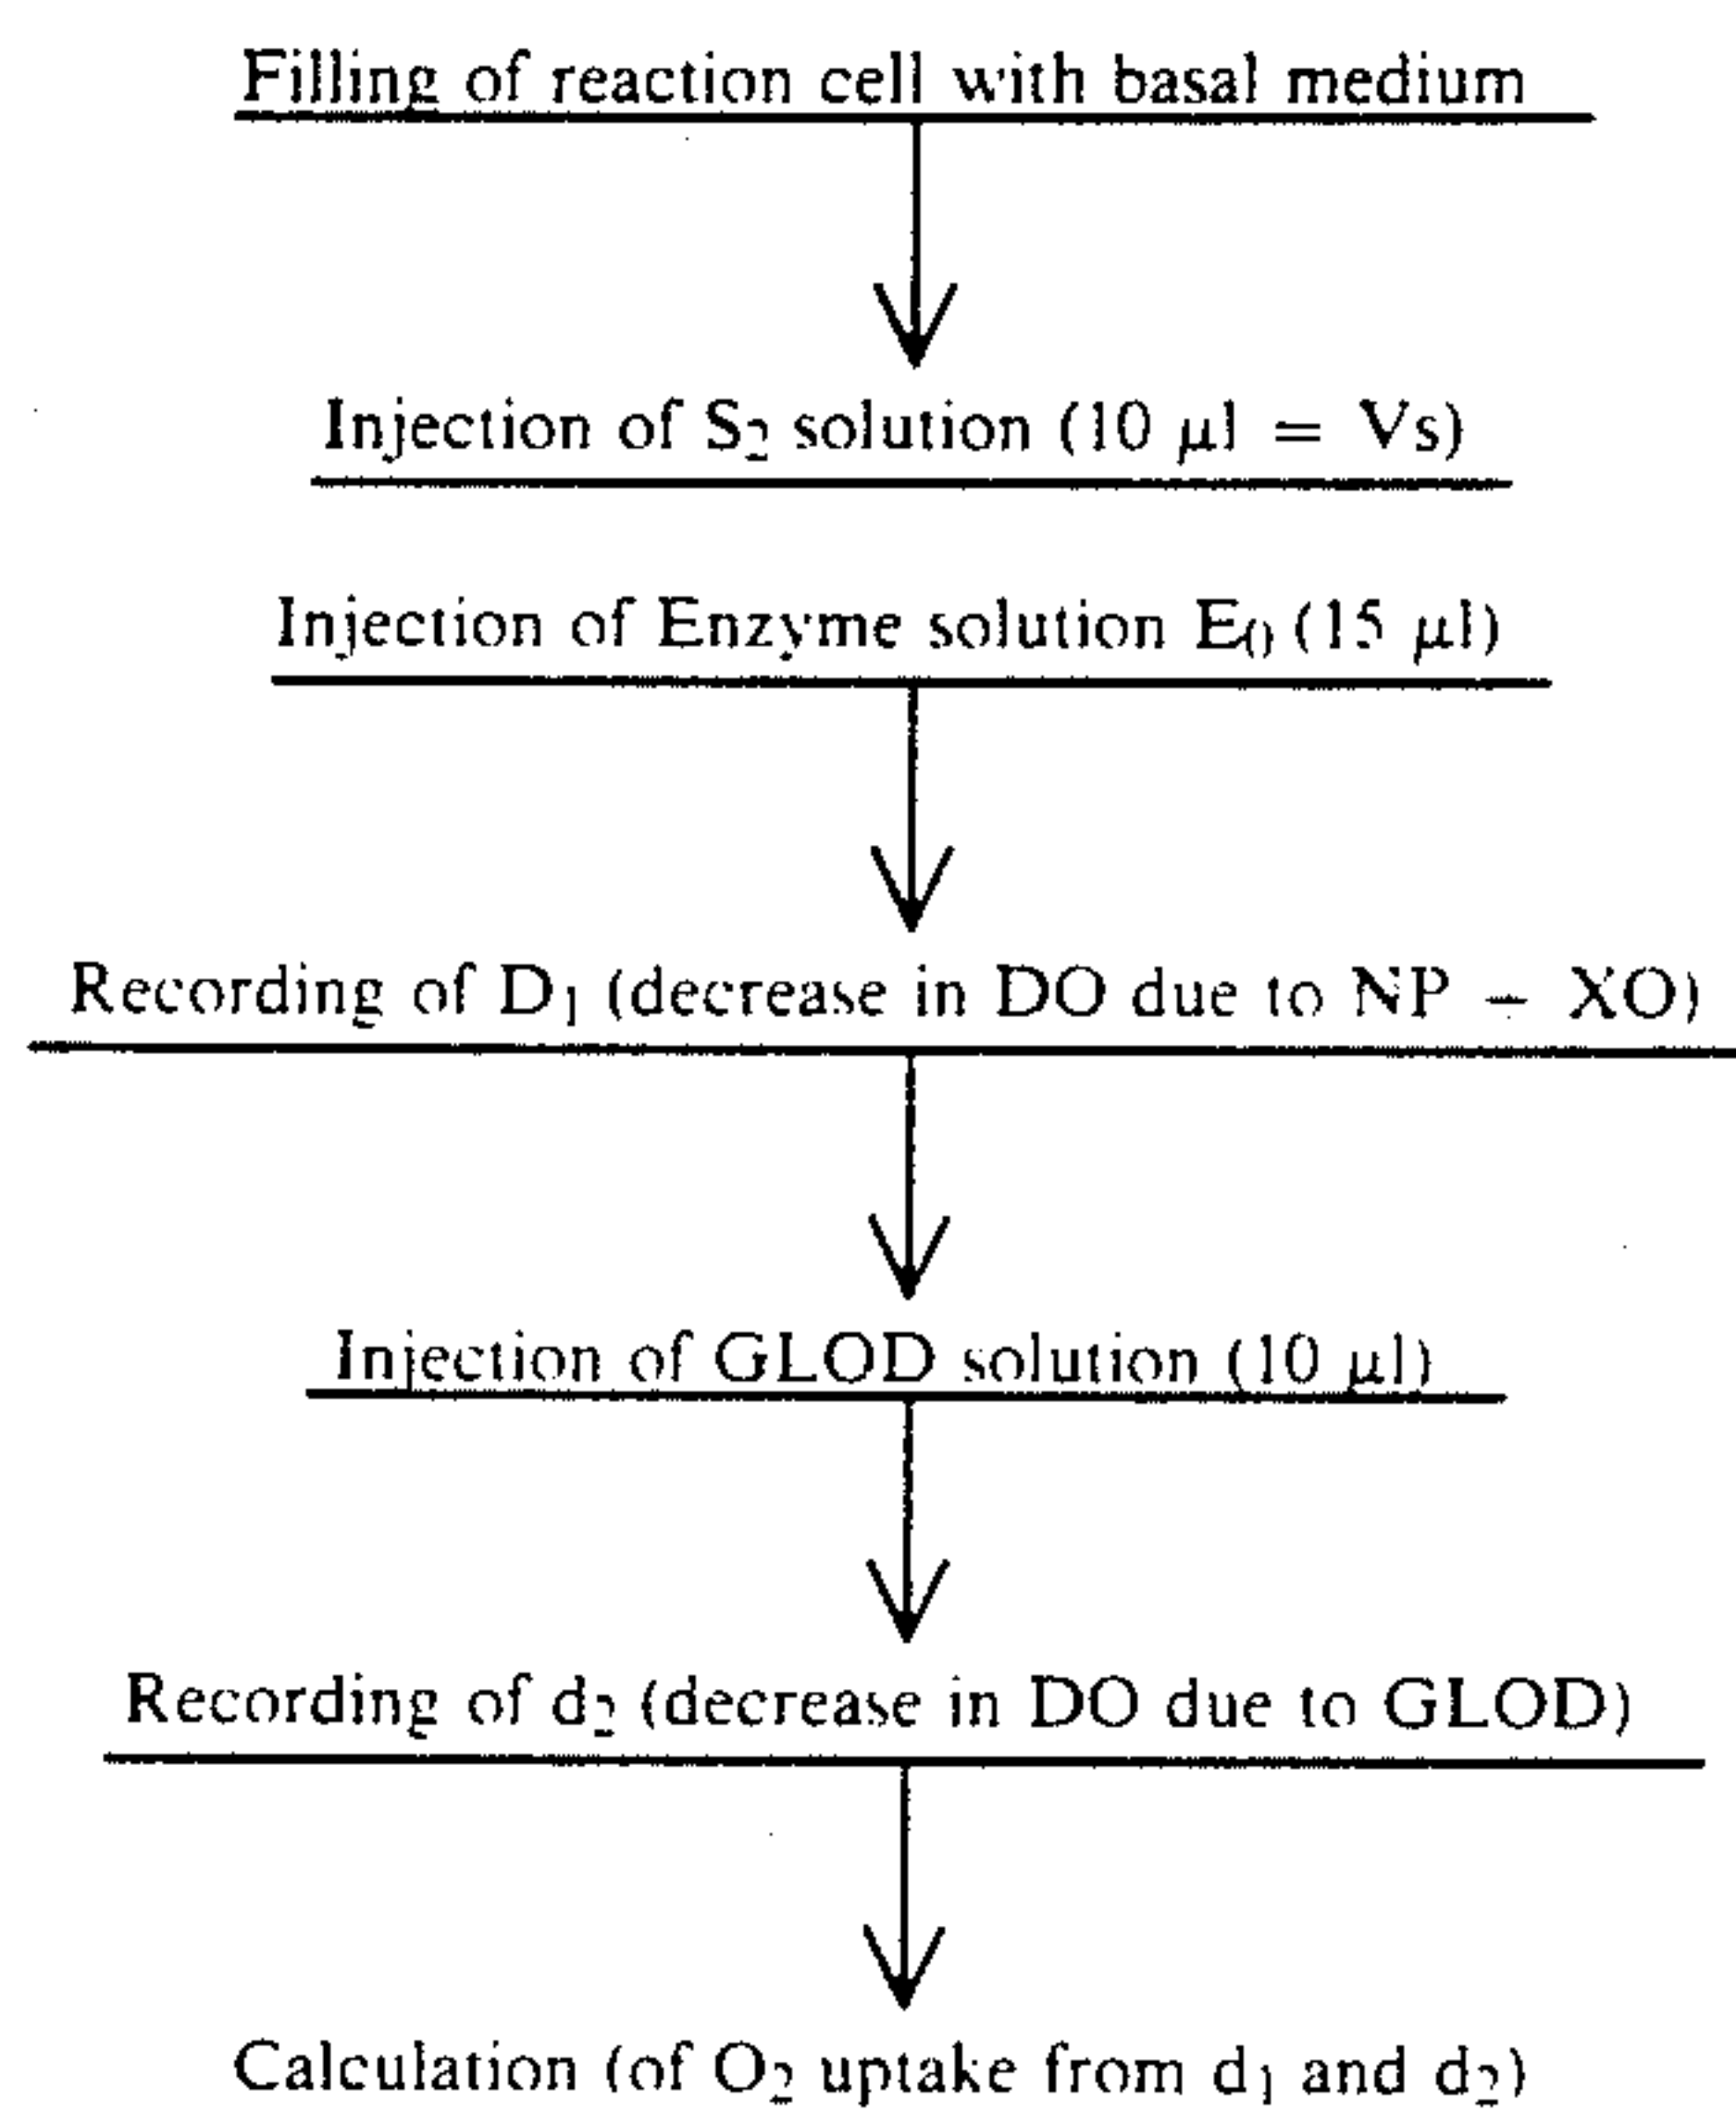 Filling of reaction cell with basal medium
Injection of S₂ solution (10 μl = Vs)
Injection of Enzyme solution E₀ (15 μl)
Recording of D₁ (decrease in DO due to NP + XO)
Injection of GLOD solution (10 μl)
Recording of d₂ (decrease in DO due to GLOD)
Calculation (of O₂ uptake from d₁ and d₂)